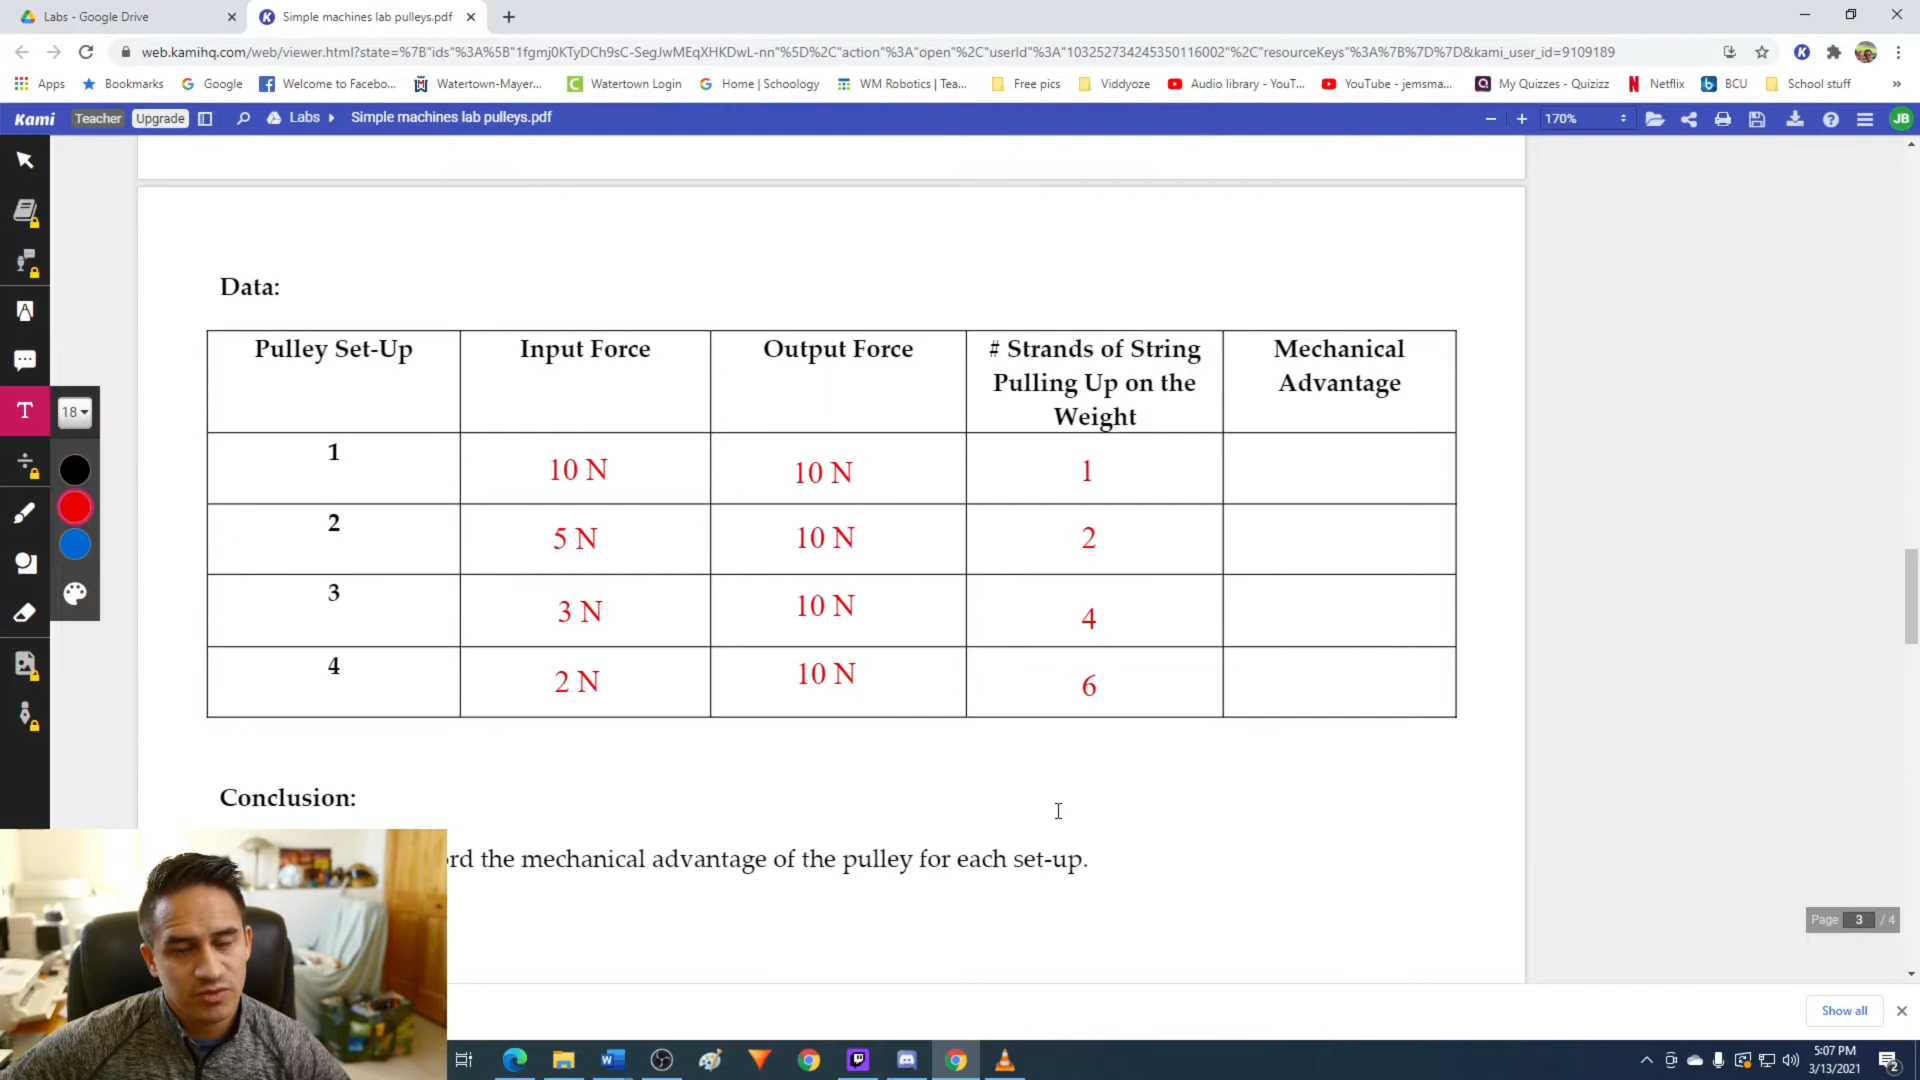 Labs - Google Drive
Simple machines lab pulleys.pdf
web.kamihq.com/web/viewer.html?state=%7B"ids"%3A%5B"1fgmj0KTyDCh9sC-SegJwMEqXHKDwL-nn"%5D%2C"action"%3A"open"%2C"userId"%3A"103252734245350116002"%2C"resourceKeys"%3A%7B%7D%7D&kami_user_id=9109189
Apps Bookmarks Google Welcome to Facebo... Watertown-Mayer... Watertown Login Home | Schoology WM Robotics | Tea... Free pics Viddyoze Audio library - YouT... YouTube - jemsma... My Quizzes - Quizizz Netflix BCU School stuff »
Kami Teacher Upgrade Labs Simple machines lab pulleys.pdf 170% JB
Data:
Pulley Set-Up Input Force Output Force # Strands of String Pulling Up on the Weight Mechanical Advantage
1 10 N 10 N 1
2 5 N 10 N 2
3 3 N 10 N 4
4 2 N 10 N 6
T 18
Conclusion:
ord the mechanical advantage of the pulley for each set-up.
Page 3 / 4
Show all
5:07 PM
3/13/2021
2